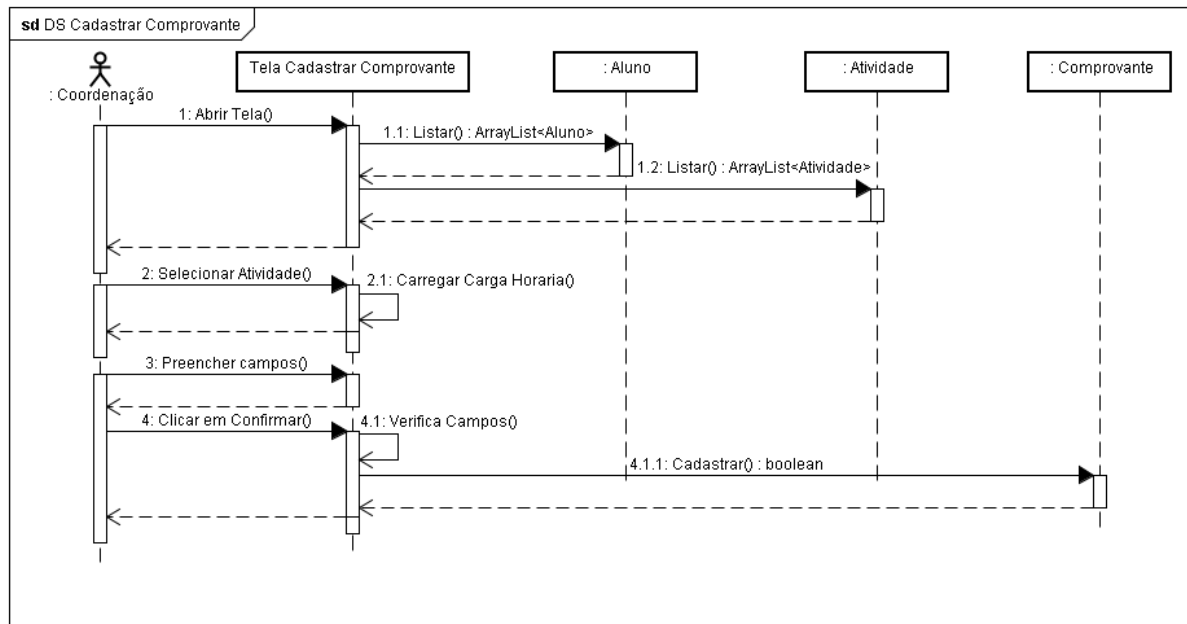 sd DS Cadastrar Comprovante
: Coordenação
Tela Cadastrar Comprovante
: Aluno
: Atividade
: Comprovante
1: Abrir Tela()
1.1: Listar() : ArrayList<Aluno>
1.2: Listar() : ArrayList<Atividade>
2: Selecionar Atividade()
2.1: Carregar Carga Horaria()
3: Preencher campos()
4: Clicar em Confirmar()
4.1: Verifica Campos()
4.1.1: Cadastrar() : boolean